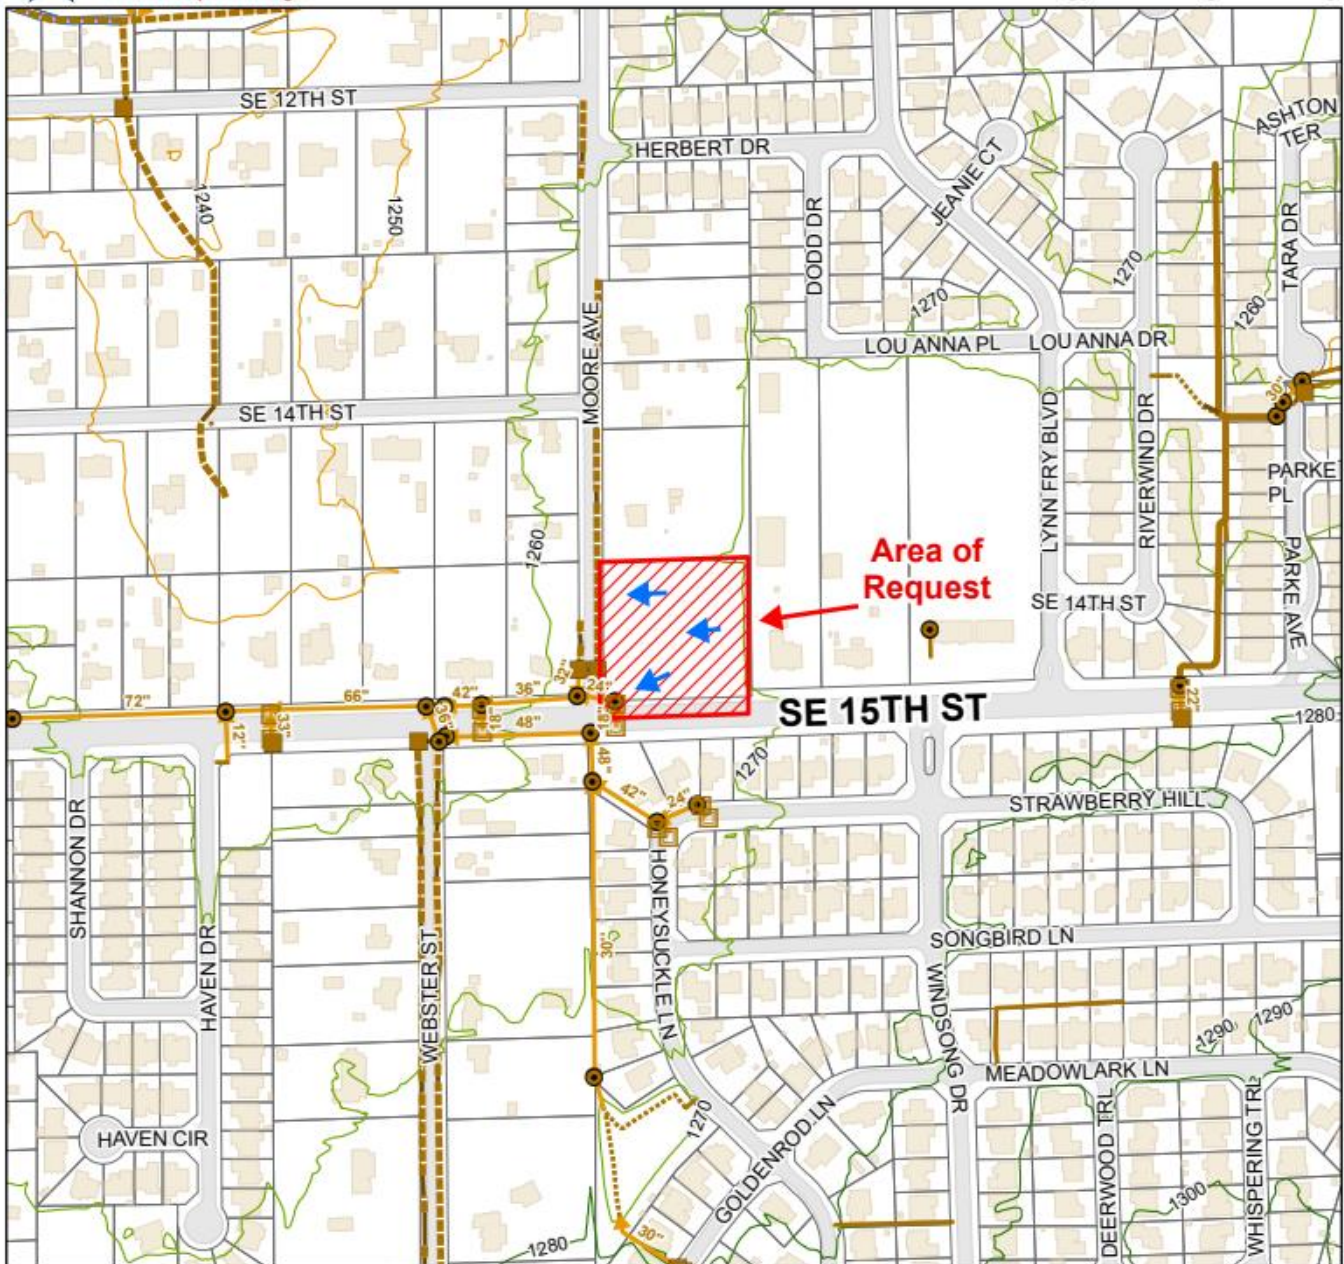 SE 12TH ST
HERBERT DR
ASHTON
TER
JEANIE CT
1240
1250
DODD DR
TARA DR
1270
1270
1260
MOORE AVE
LOU ANNA PL
LOU ANNA DR
30"
SE 14TH ST
LYNN FRY BLVD
RIVERWIND DR
PARKE
PL
1260
Area of
Request
PARKE AVE
SE 14TH ST
32"
24"
72"
66"
42"
36"
36"
18"
48"
18"
12"
33"
SE 15TH ST
22"
1280
48"
1270
42"
24"
STRAWBERRY HILL
SHANNON DR
HAVEN DR
WEBSTER ST
30"
HONEYSUCKLE LN
SONGBIRD LN
WINDSONG DR
1290
1290
MEADOWLARK LN
HAVEN CIR
1270
GOLDENROD LN
DEERWOOD TRL
WHISPERING TRL
1300
30"
1280